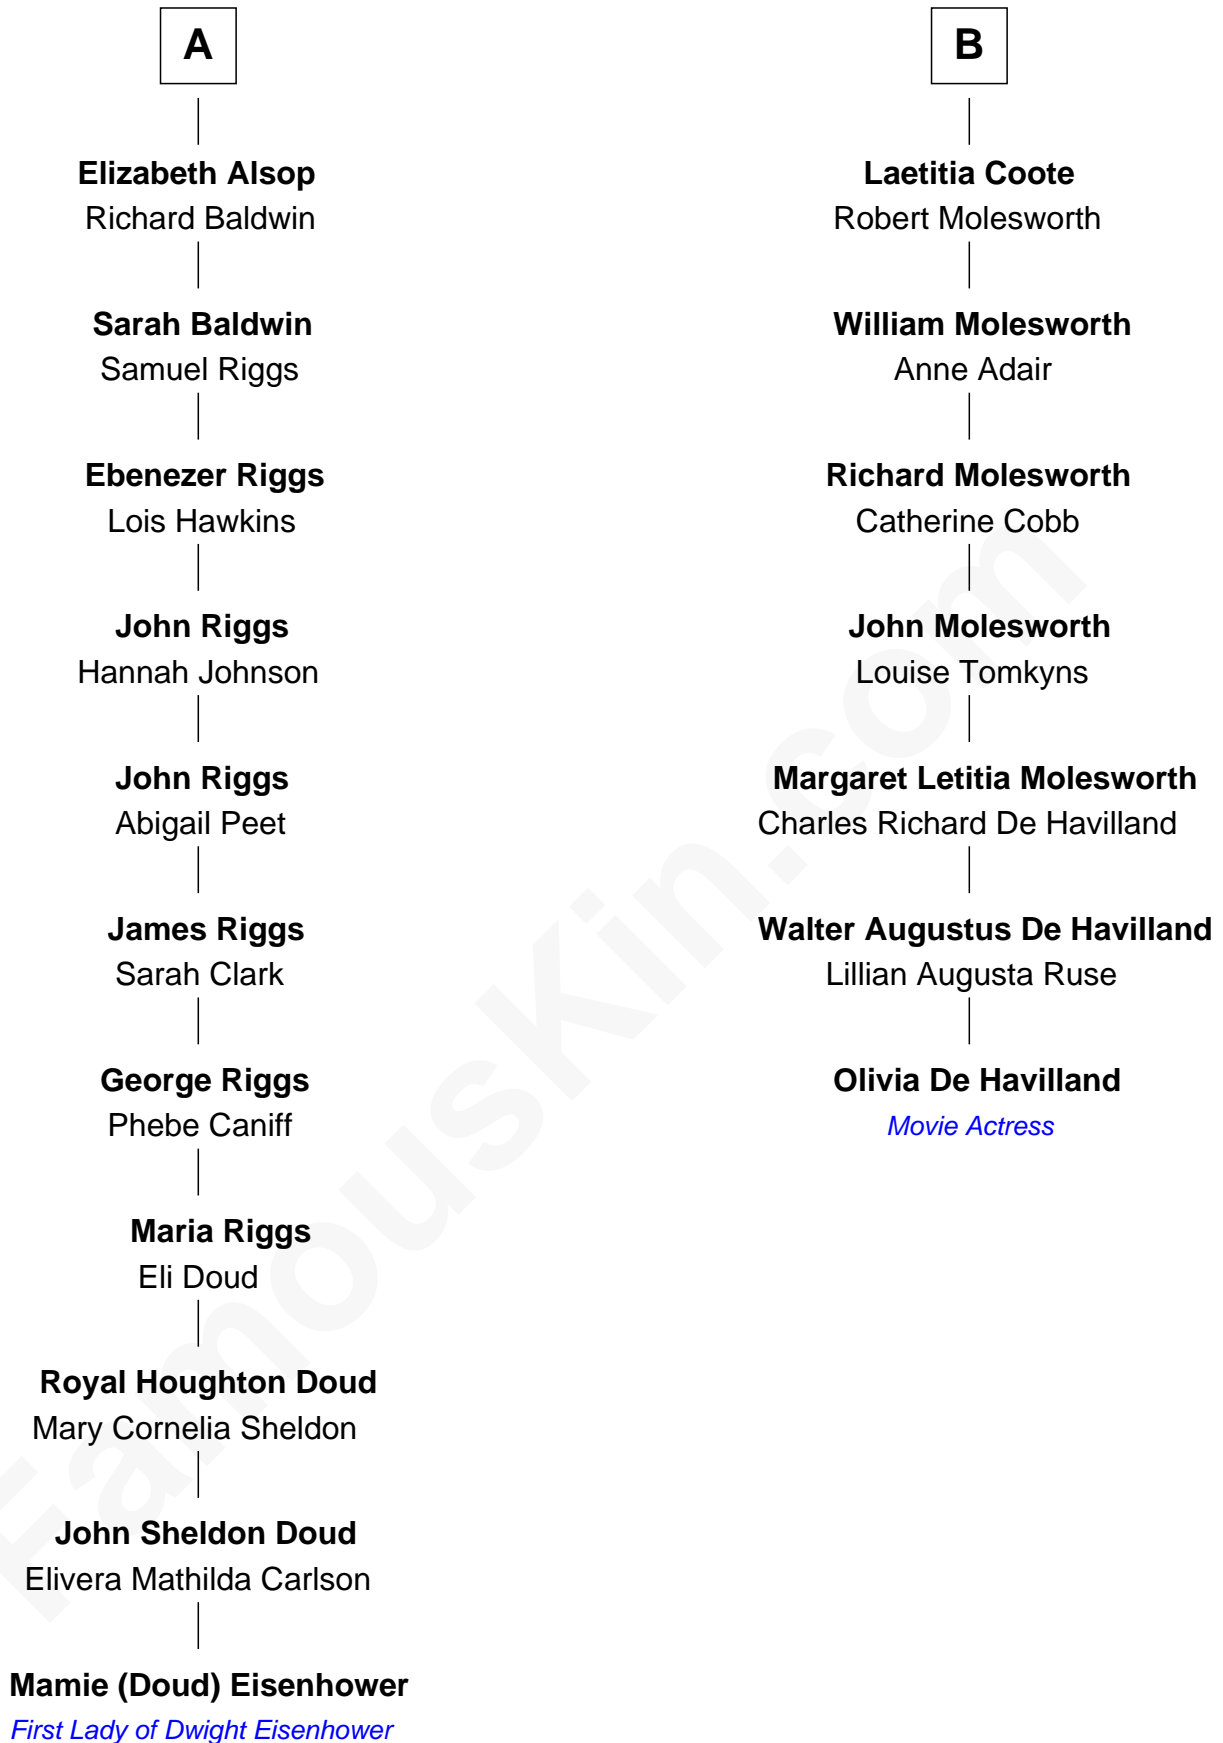 A
Elizabeth Alsop
Richard Baldwin
Sarah Baldwin
Samuel Riggs
Ebenezer Riggs
Lois Hawkins
John Riggs
Hannah Johnson
John Riggs
Abigail Peet
James Riggs
Sarah Clark
George Riggs
Phebe Caniff
Maria Riggs
Eli Doud
Royal Houghton Doud
Mary Cornelia Sheldon
John Sheldon Doud
Elivera Mathilda Carlson
Mamie (Doud) Eisenhower
First Lady of Dwight Eisenhower
B
Laetitia Coote
Robert Molesworth
William Molesworth
Anne Adair
Richard Molesworth
Catherine Cobb
John Molesworth
Louise Tomkyns
Margaret Letitia Molesworth
Charles Richard De Havilland
Walter Augustus De Havilland
Lillian Augusta Ruse
Olivia De Havilland
Movie Actress
FamousKin.com